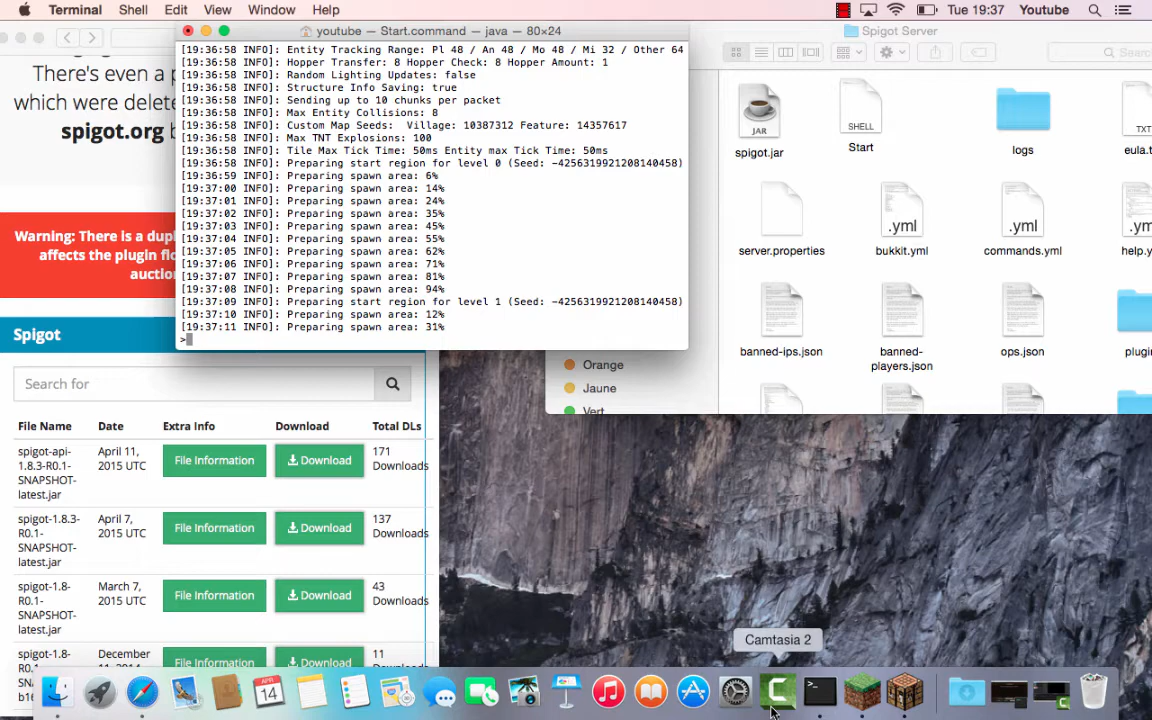 Terminal Shell Edit View Window Help Tue 19:37 Youtube
youtube — Start.command — java — 80×24
[19:36:58 INFO]: Entity Tracking Range: Pl 48 / An 48 / Mo 48 / Mi 32 / Other 64
[19:36:58 INFO]: Hopper Transfer: 8 Hopper Check: 8 Hopper Amount: 1
[19:36:58 INFO]: Random Lighting Updates: false
[19:36:58 INFO]: Structure Info Saving: true
[19:36:58 INFO]: Sending up to 10 chunks per packet
[19:36:58 INFO]: Max Entity Collisions: 8
[19:36:58 INFO]: Custom Map Seeds:  Village: 10387312 Feature: 14357617
[19:36:58 INFO]: Max TNT Explosions: 100
[19:36:58 INFO]: Tile Max Tick Time: 50ms Entity max Tick Time: 50ms
[19:36:58 INFO]: Preparing start region for level 0 (Seed: -4256319921208140458)
[19:36:59 INFO]: Preparing spawn area: 6%
[19:37:00 INFO]: Preparing spawn area: 14%
[19:37:01 INFO]: Preparing spawn area: 24%
[19:37:02 INFO]: Preparing spawn area: 35%
[19:37:03 INFO]: Preparing spawn area: 45%
[19:37:04 INFO]: Preparing spawn area: 55%
[19:37:05 INFO]: Preparing spawn area: 62%
[19:37:06 INFO]: Preparing spawn area: 71%
[19:37:07 INFO]: Preparing spawn area: 81%
[19:37:08 INFO]: Preparing spawn area: 94%
[19:37:09 INFO]: Preparing start region for level 1 (Seed: -4256319921208140458)
[19:37:10 INFO]: Preparing spawn area: 12%
[19:37:11 INFO]: Preparing spawn area: 31%
>
There's even a p
which were delete
spigot.org b
Warning: There is a dup
affects the plugin flo
auction
Spigot
Search for
File Name Date Extra Info Download Total DLs
spigot-api-
1.8.3-R0.1-
SNAPSHOT-
latest.jar
April 11,
2015 UTC
File Information
Download
171
Downloads
spigot-1.8.3-
R0.1-
SNAPSHOT-
latest.jar
April 7,
2015 UTC
File Information
Download
137
Downloads
spigot-1.8-
R0.1-
SNAPSHOT-
latest.jar
March 7,
2015 UTC
File Information
Download
43
Downloads
spigot-1.8-
R0.1-
SNAPSHOT-
December
File Information
Download
11
Downloads
Spigot Server
Search
JAR
spigot.jar
SHELL
Start
logs
TXT
eula.t
server.properties
.yml
bukkit.yml
.yml
commands.yml
.y
help.y
banned-ips.json
banned-
players.json
ops.json
plugin
Orange
Jaune
Vert
Camtasia 2
APR
14